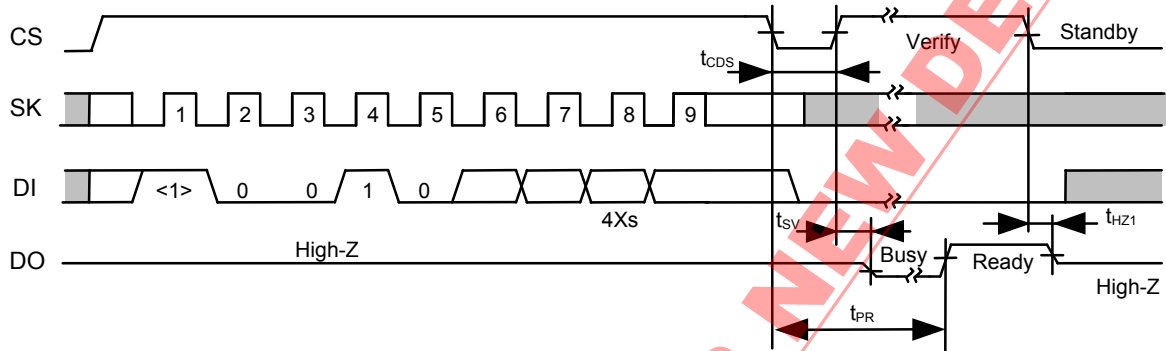 CS
Verify
Standby
tCDS
SK
1 2 3 4 5 6 7 8 9
DI
<1> 0 0 1 0
4Xs
tSV
tHZ1
DO
High-Z
Busy
Ready
High-Z
tPR
NEW DE